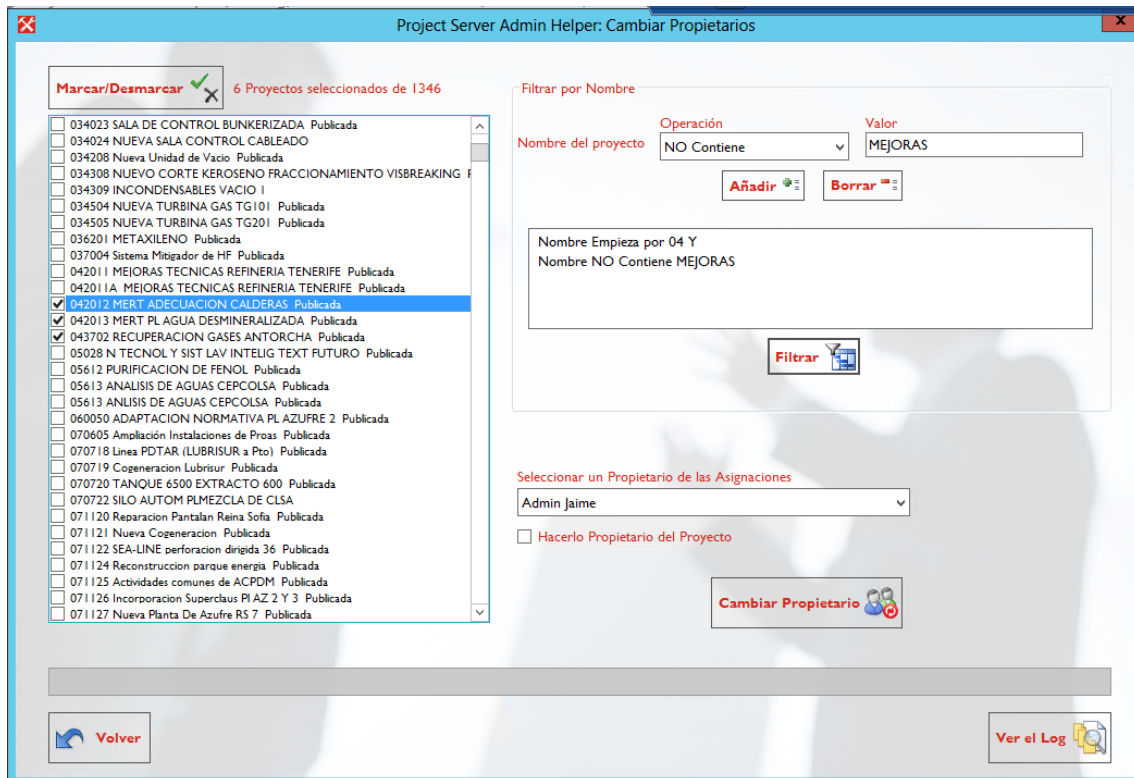 Project Server Admin Helper: Cambiar Propietarios
x
Marcar/Desmarcar
6 Proyectos seleccionados de 1346
034023 SALA DE CONTROL BUNKERIZADA Publicada
034024 NUEVA SALA CONTROL CABLEADO
034208 Nueva Unidad de Vacio Publicada
034308 NUEVO CORTE KEROSENO FRACCIONAMIENTO VISBREAKING
034309 INCONDENSABLES VACIO I
034504 NUEVA TURBINA GAS TG101 Publicada
034505 NUEVA TURBINA GAS TG201 Publicada
036201 METAXILENO Publicada
037004 Sistema Mitigador de HF Publicada
042011 MEJORAS TECNICAS REFINERIA TENERIFE Publicada
042011A MEJORAS TECNICAS REFINERIA TENERIFE Publicada
042012 MERT ADECUACION CALDERAS Publicada
042013 MERT PL AGUA DESMINERALIZADA Publicada
043702 RECUPERACION GASES ANTORCHA Publicada
05028 N TECNOL Y SIST LAV INTELIG TEXT FUTURO Publicada
05612 PURIFICACION DE FENOL Publicada
05613 ANALISIS DE AGUAS CEPCOLSA Publicada
05613 ANLISIS DE AGUAS CEPCOLSA Publicada
060050 ADAPTACION NORMATIVA PL AZUFRE 2 Publicada
070605 Ampliación Instalaciones de Proas Publicada
070718 Linea PDTAR (LUBRISUR a Pto) Publicada
070719 Cogeneracion Lubrisur Publicada
070720 TANQUE 6500 EXTRACTO 600 Publicada
070722 SILO AUTOM PLMEZCLA DE CLSA
071120 Reparacion Pantalan Reina Sofia Publicada
071121 Nueva Cogeneracion Publicada
071122 SEA-LINE perforacion dirigida 36 Publicada
071124 Reconstruccion parque energia Publicada
071125 Actividades comunes de ACPDM Publicada
071126 Incorporacion Superclaus Pl AZ 2 Y 3 Publicada
071127 Nueva Planta De Azufre RS 7 Publicada
Filtrar por Nombre
Operación
Valor
Nombre del proyecto
NO Contiene
MEJORAS
Añadir
Borrar
Nombre Empieza por 04 Y
Nombre NO Contiene MEJORAS
Filtrar
Seleccionar un Propietario de las Asignaciones
Admin Jaime
Hacerlo Propietario del Proyecto
Cambiar Propietario
Volver
Ver el Log